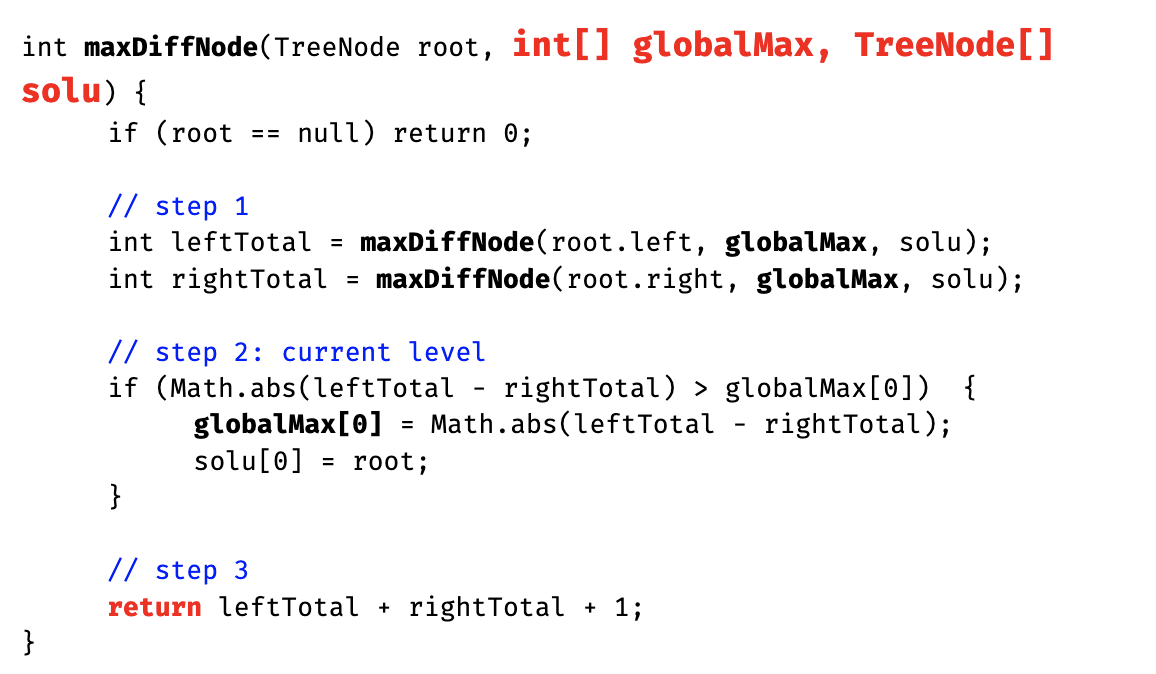 int maxDiffNode(TreeNode root, int[] globalMax, TreeNode[]
solu) {
if (root == null) return 0;
// step 1
int leftTotal = maxDiffNode(root.left, globalMax, solu);
int rightTotal = maxDiffNode(root.right, globalMax, solu);
// step 2: current level
if (Math.abs(leftTotal - rightTotal) > globalMax[0])  {
globalMax[0] = Math.abs(leftTotal - rightTotal);
solu[0] = root;
}
// step 3
return leftTotal + rightTotal + 1;
}